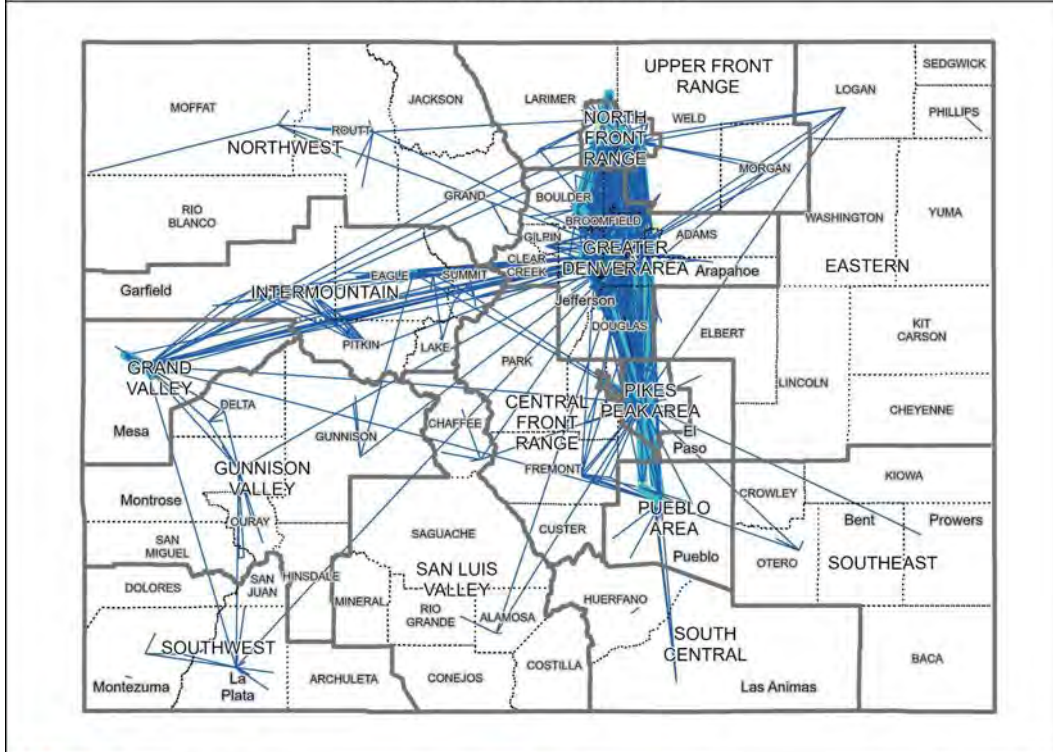 SEDGWICK
UPPER FRONT
RANGE
LOGAN
MOFFAT
JACKSON
LARIMER
PHILLIPS
NORTH
FRONT
RANGE
WELD
ROUTT
NORTHWEST
MORGAN
GRAND
BOULDER
RIO
BLANCO
BROOMFIELD
WASHINGTON
YUMA
GILPIN
ADAMS
GREATER
DENVER AREA
CLEAR
CREEK
Arapahoe
EASTERN
EAGLE
SUMMIT
Garfield
INTERMOUNTAIN
Jefferson
DOUGLAS
ELBERT
KIT
CARSON
PITKIN
LAKE
PARK
GRAND
VALLEY
LINCOLN
PIKES
PEAK AREA
DELTA
CENTRAL
FRONT
RANGE
CHEYENNE
CHAFFEE
Mesa
GUNNISON
El
Paso
GUNNISON
VALLEY
FREMONT
KIOWA
Montrose
CROWLEY
PUEBLO
AREA
OURAY
Bent
Prowers
SAGUACHE
CUSTER
SAN
MIGUEL
Pueblo
OTERO
SOUTHEAST
DOLORES
SAN
JUAN
HINSDALE
SAN LUIS
VALLEY
MINERAL
RIO
GRANDE
ALAMOSA
HUERFANO
SOUTHWEST
SOUTH
CENTRAL
COSTILLA
BACA
La
Plata
Montezuma
ARCHULETA
CONEJOS
Las Animas